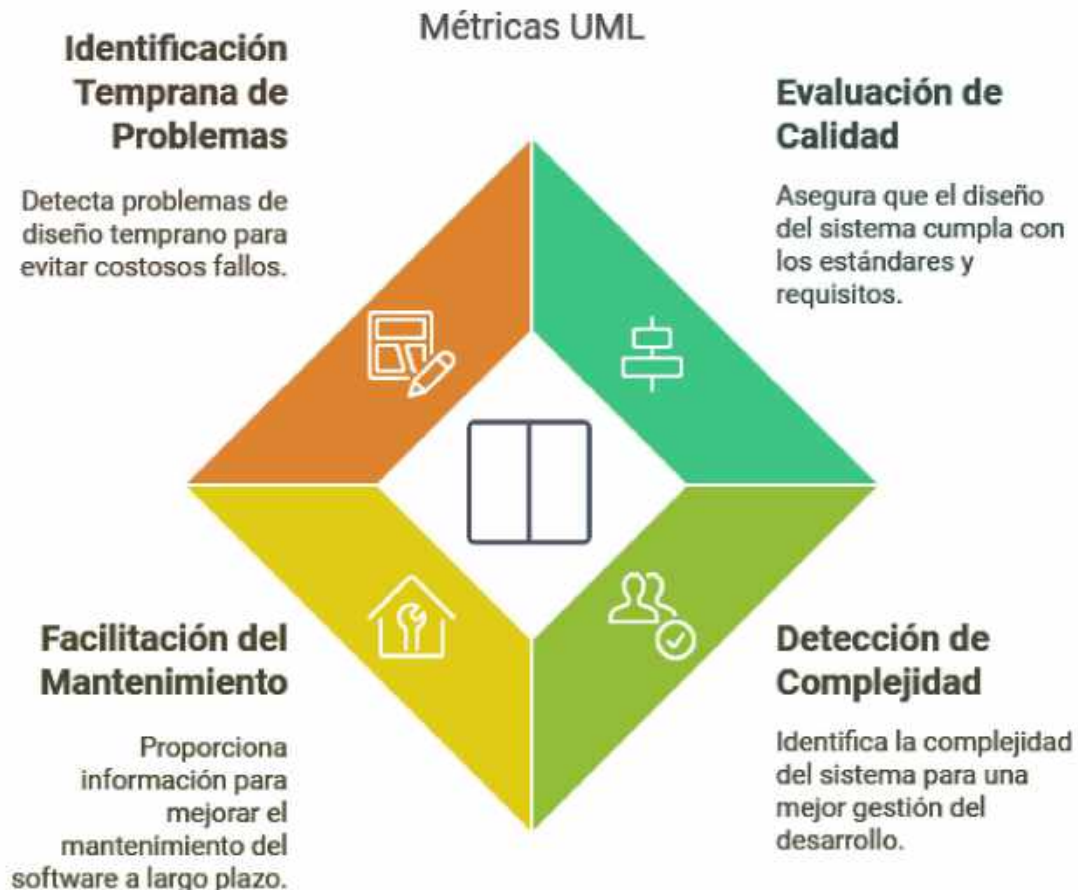 Métricas UML
Identificación
Temprana de
Problemas
Detecta problemas de
diseño temprano para
evitar costosos fallos.
Evaluación de
Calidad
Asegura que el diseño
del sistema cumpla con
los estándares y
requisitos.
Facilitación del
Mantenimiento
Proporciona
información para
mejorar el
mantenimiento del
software a largo plazo.
Detección de
Complejidad
Identifica la complejidad
del sistema para una
mejor gestión del
desarrollo.